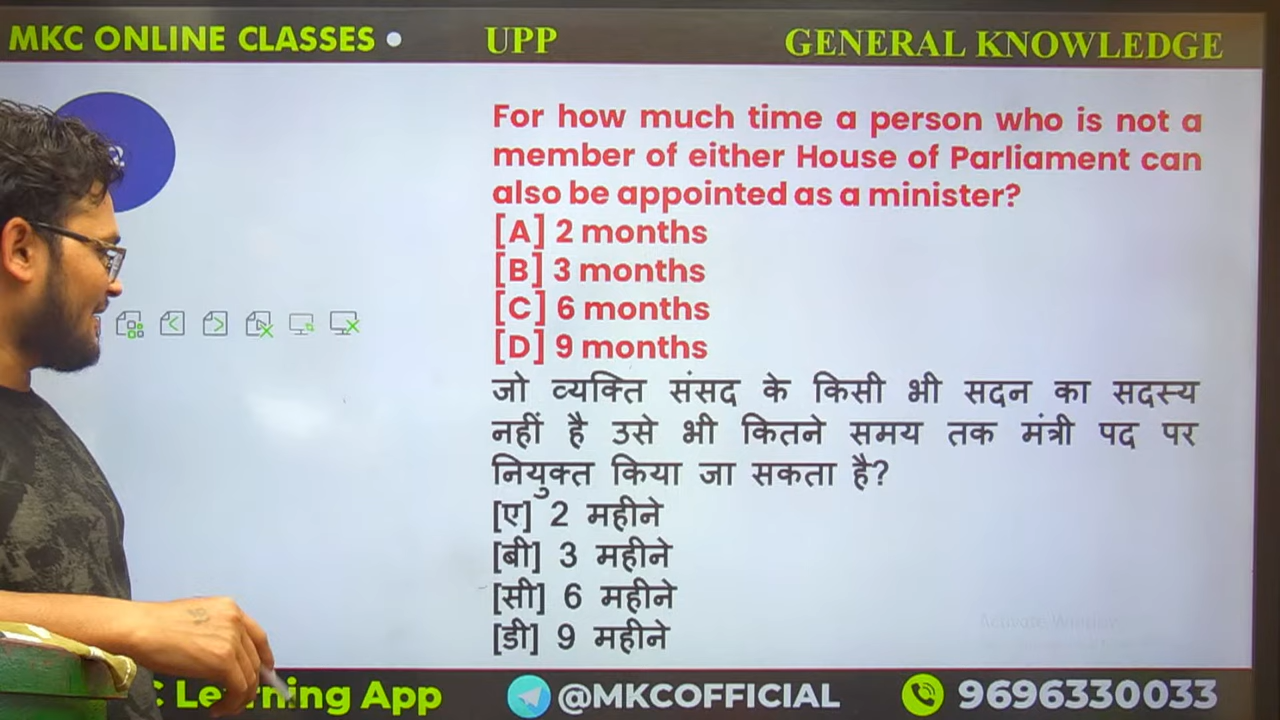 MKC ONLINE CLASSES • UPP GENERAL KNOWLEDGE
For how much time a person who is not a
member of either House of Parliament can
also be appointed as a minister?
[A] 2 months
[B] 3 months
[C] 6 months
[D] 9 months
जो व्यक्ति संसद के किसी भी सदन का सदस्य
नहीं है उसे भी कितने समय तक मंत्री पद पर
नियुक्त किया जा सकता है?
[ए] 2 महीने
[बी] 3 महीने
[सी] 6 महीने
[डी] 9 महीने
Activate Window
C Learning App @MKCOFFICIAL 9696330033